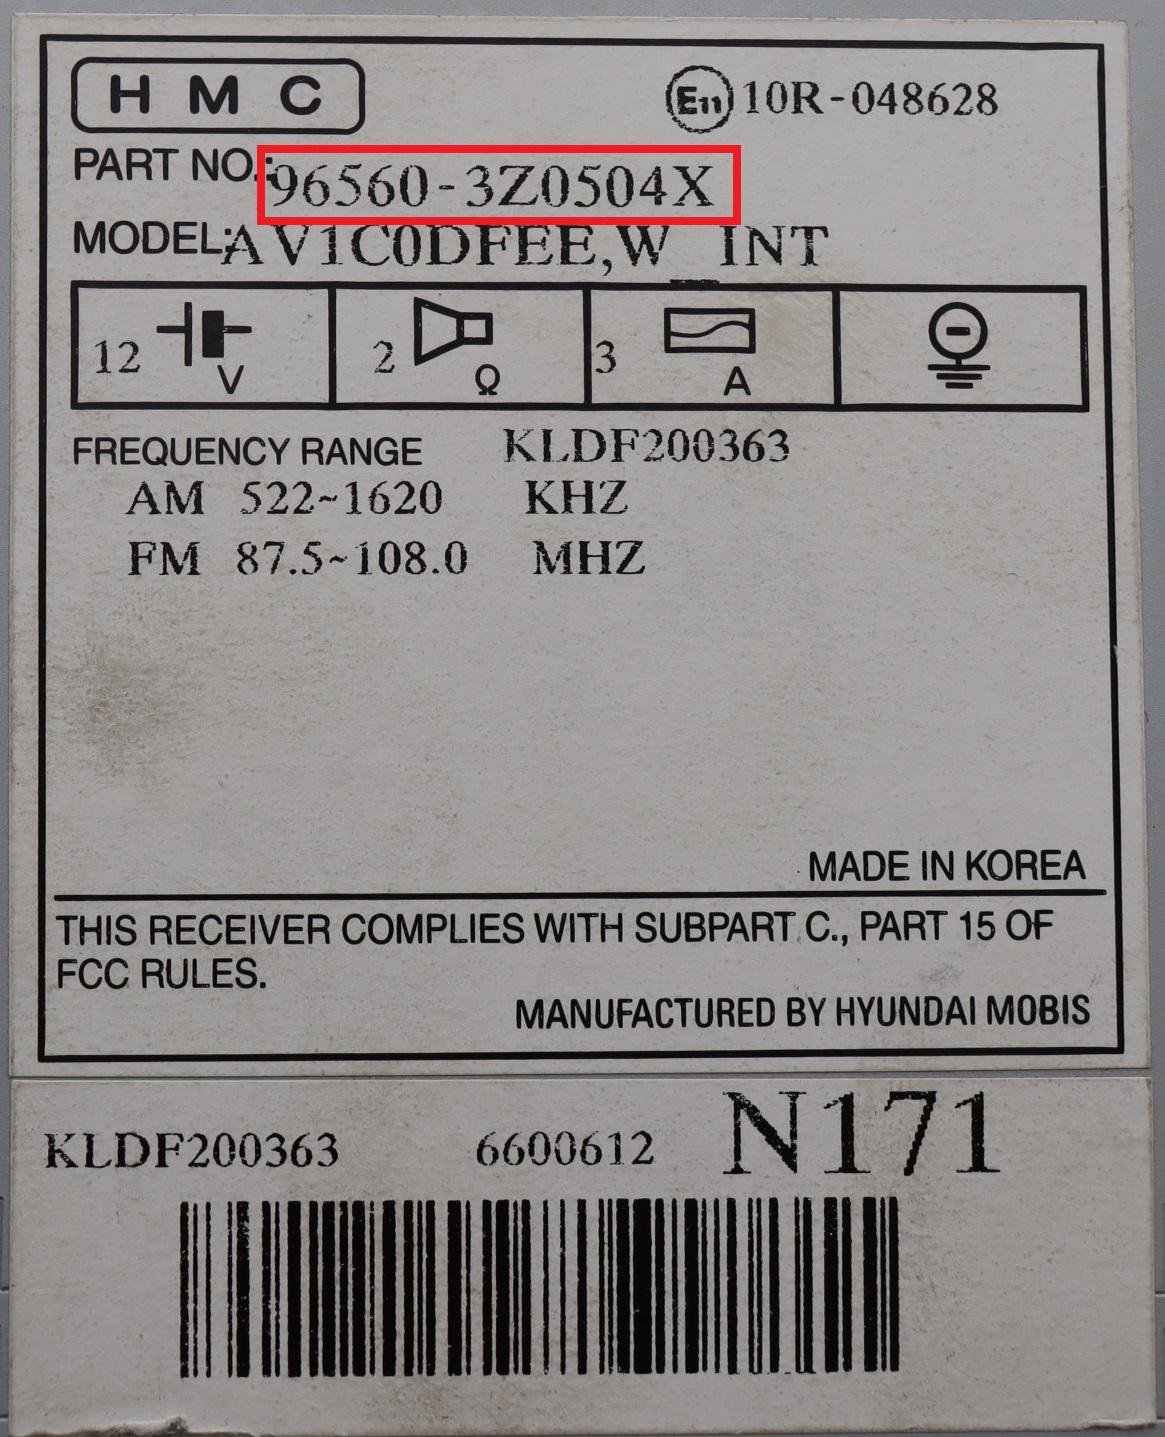 HMC
E11 10R-048628
PART NO.: 96560-3Z0504X
MODEL: AV1C0DFEE,W_INT
12 V 2 Ω 3 A
FREQUENCY RANGE KLDF200363
AM 522~1620 KHZ
FM 87.5~108.0 MHZ
MADE IN KOREA
THIS RECEIVER COMPLIES WITH SUBPART C., PART 15 OF
FCC RULES.
MANUFACTURED BY HYUNDAI MOBIS
KLDF200363 6600612 N171